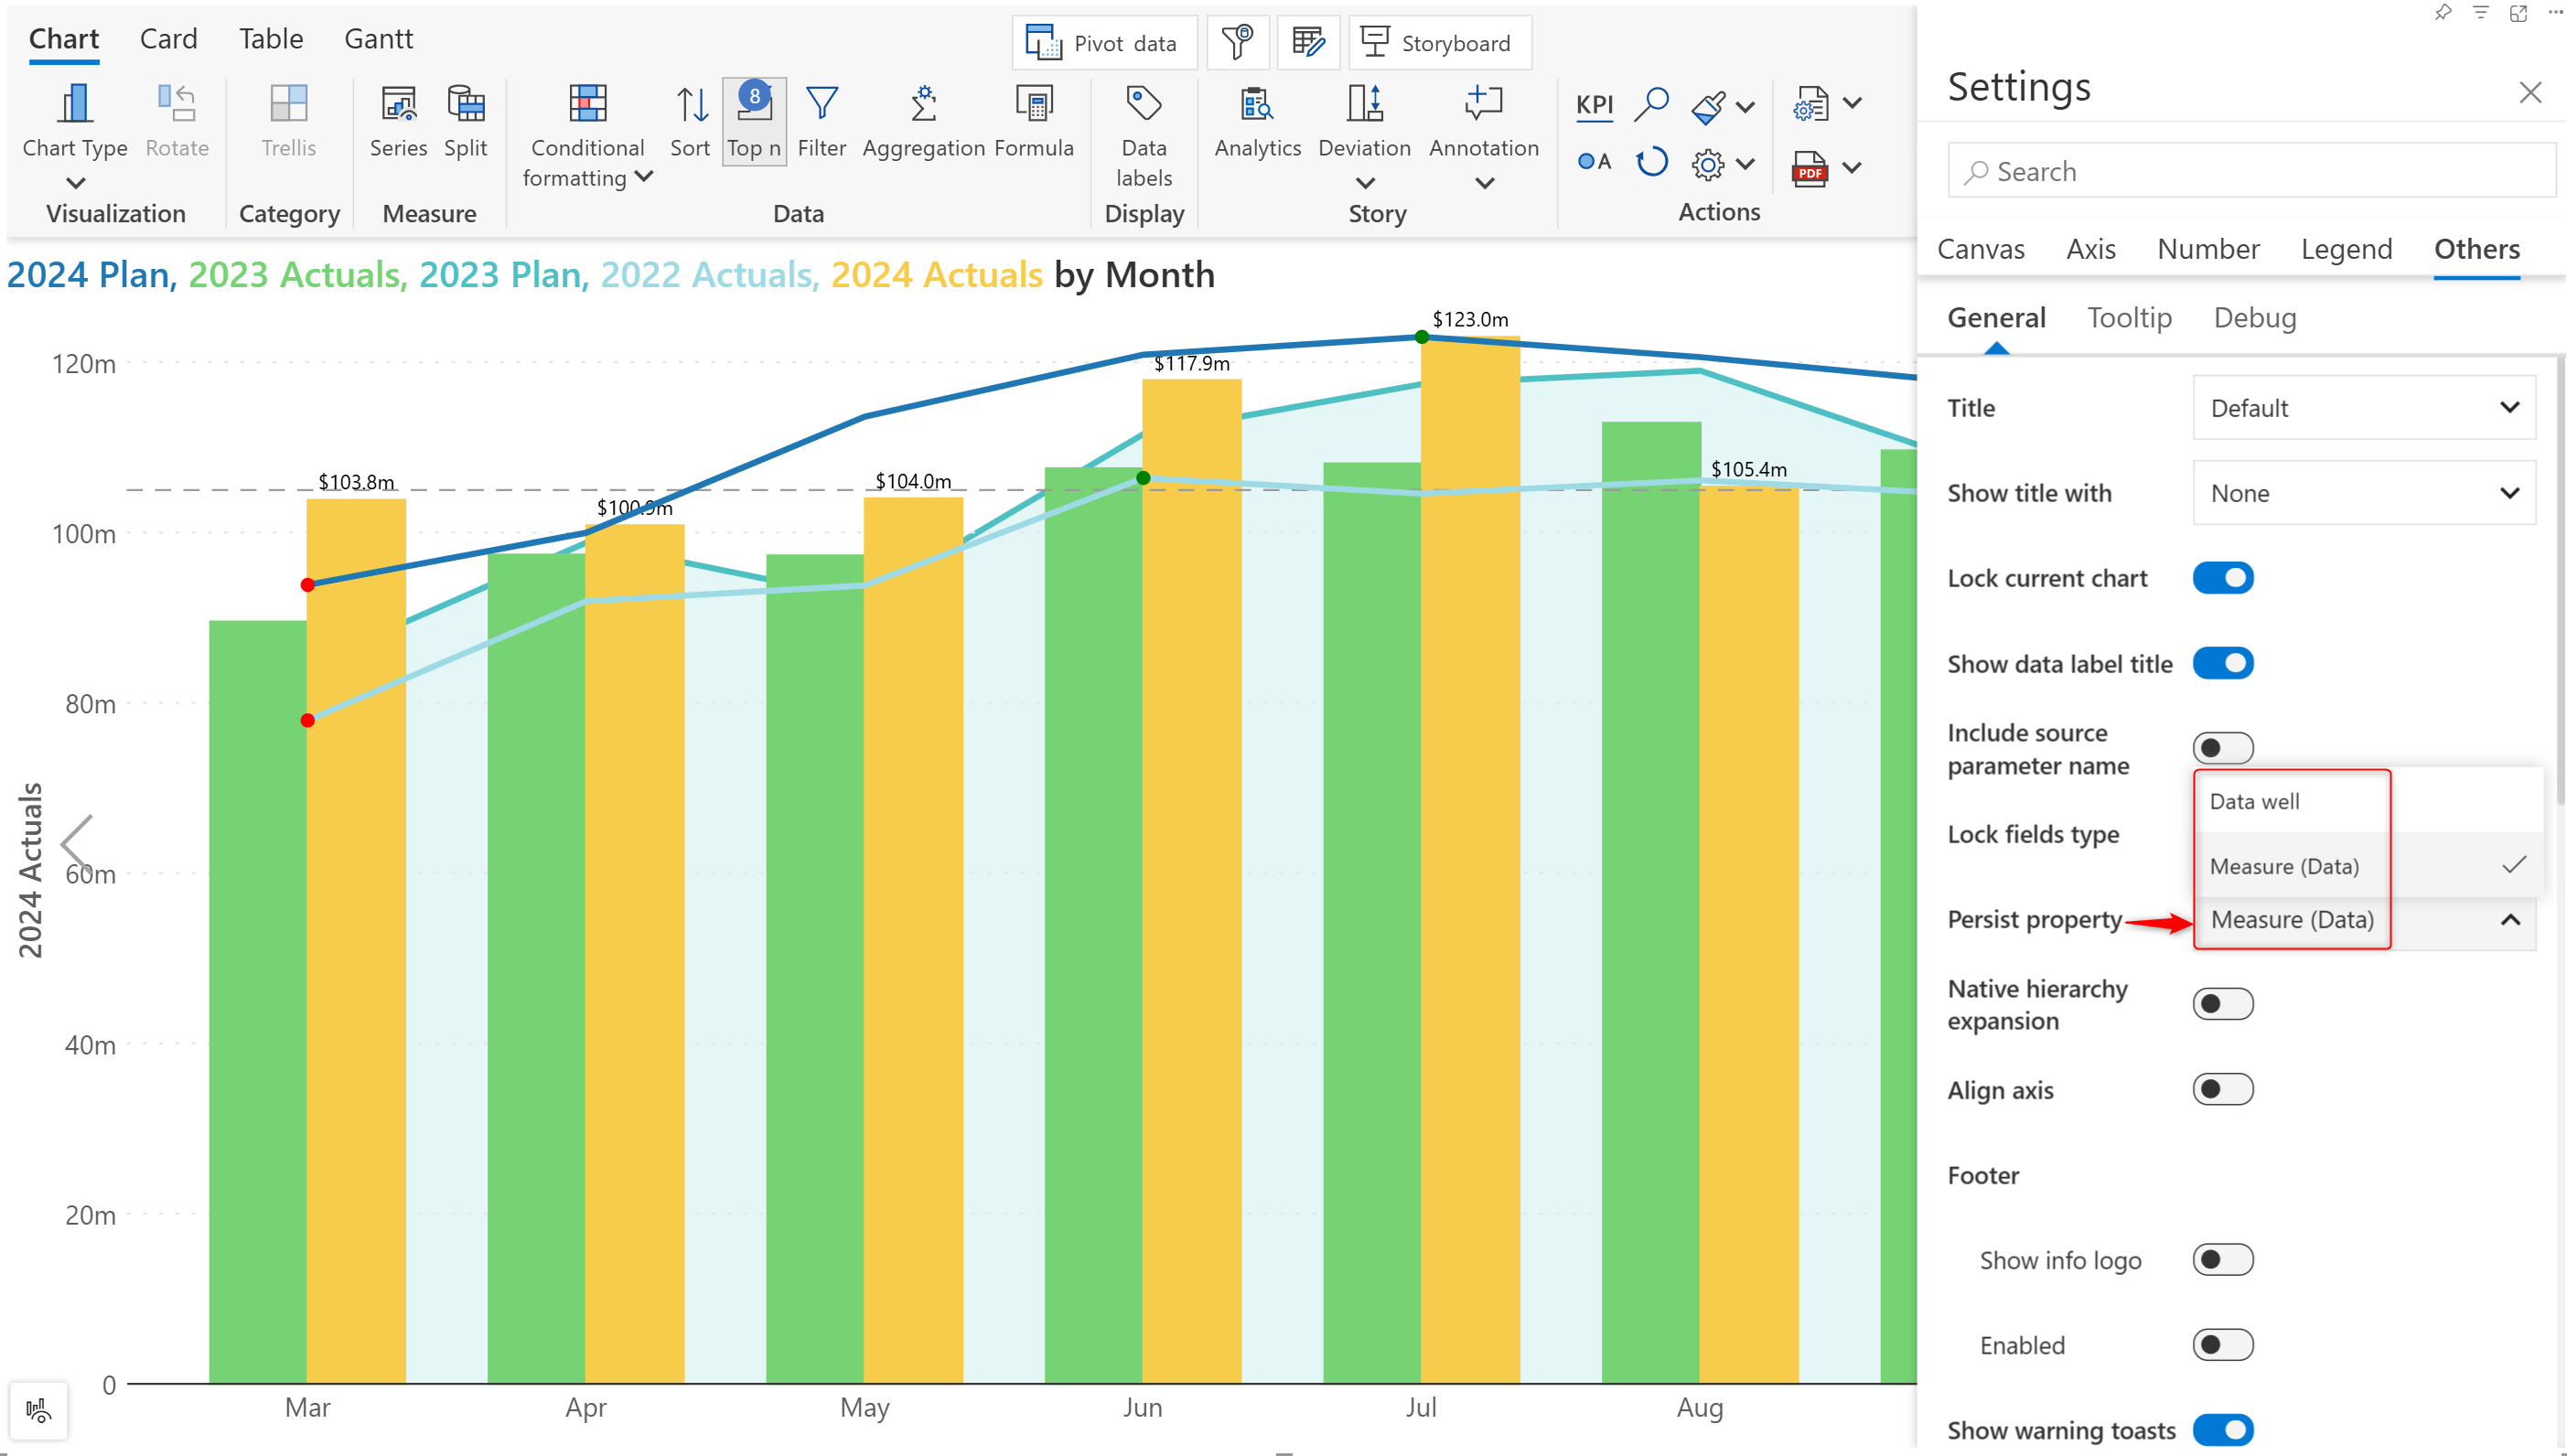 Chart Card Table Gantt
Pivot data
Storyboard
Chart Type
Rotate
Visualization
Trellis
Category
Series
Split
Measure
Conditional
formatting
Sort
8
Top n
Filter
Aggregation
Formula
Data
Data
labels
Display
Analytics
Deviation
Annotation
Story
KPI
A
PDF
Actions
2024 Plan, 2023 Actuals, 2023 Plan, 2022 Actuals, 2024 Actuals by Month
2024 Actuals
120m
100m
80m
60m
40m
20m
0
$103.8m
$100.9m
$104.0m
$117.9m
$123.0m
$105.4m
Mar
Apr
May
Jun
Jul
Aug
Settings
Search
Canvas Axis Number Legend Others
General Tooltip Debug
Title
Default
Show title with
None
Lock current chart
Show data label title
Include source
parameter name
Data well
Lock fields type
Measure (Data)
Persist property
Measure (Data)
Native hierarchy
expansion
Align axis
Footer
Show info logo
Enabled
Show warning toasts